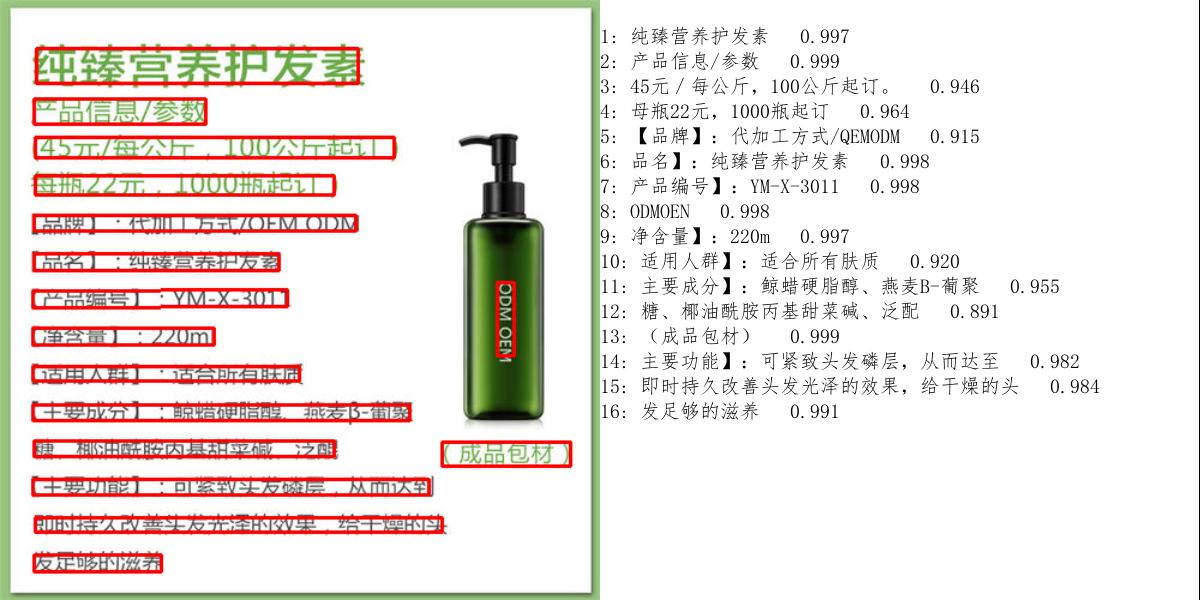 纯臻营养护发素
产品信息/参数
(45元/每公斤，100公斤起订)
每瓶22元，1000瓶起订)
【品牌】：代加工方式/OEM ODM
【品名】：纯臻营养护发素
【产品编号】：YM-X-3011
【净含量】：220ml
【适用人群】：适合所有肤质
【主要成分】：鲸蜡硬脂醇、燕麦β-葡聚
糖、椰油酰胺丙基甜菜碱、泛醌
【主要功能】：可紧致头发磷层，从而达到
即时持久改善头发光泽的效果，给干燥的头
发足够的滋养
ODM OEM
（成品包材）
1: 纯臻营养护发素 0.997
2: 产品信息/参数 0.999
3: 45元／每公斤，100公斤起订。 0.946
4: 母瓶22元，1000瓶起订 0.964
5: 【品牌】：代加工方式/QEMODM 0.915
6: 品名】：纯臻营养护发素 0.998
7: 产品编号】：YM-X-3011 0.998
8: ODMOEN 0.998
9: 净含量】：220m 0.997
10: 适用人群】：适合所有肤质 0.920
11: 主要成分】：鲸蜡硬脂醇、燕麦B-葡聚 0.955
12: 糖、椰油酰胺丙基甜菜碱、泛配 0.891
13: （成品包材） 0.999
14: 主要功能】：可紧致头发磷层，从而达至 0.982
15: 即时持久改善头发光泽的效果，给干燥的头 0.984
16: 发足够的滋养 0.991